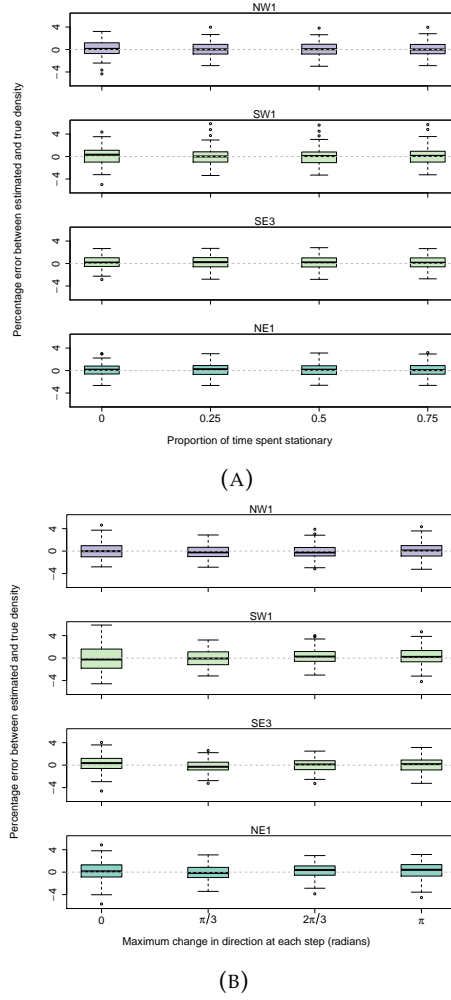 NW1
4
0
−4
SW1
4
0
−4
SE3
4
0
−4
NE1
4
0
−4
0 0.25 0.5 0.75
Proportion of time spent stationary
Percentage error between estimated and true density
(A)
NW1
4
0
−4
SW1
4
0
−4
SE3
4
0
−4
NE1
4
0
−4
0 π/3 2π/3 π
Maximum change in direction at each step (radians)
Percentage error between estimated and true density
(B)